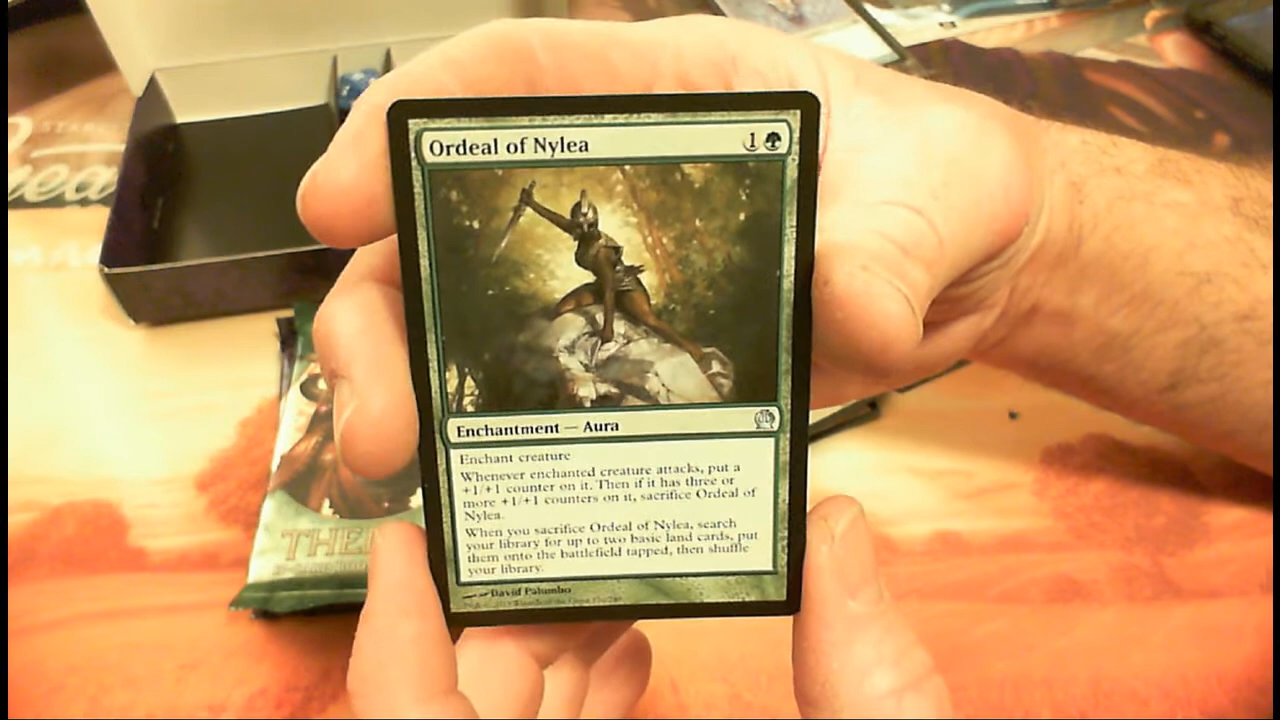 Ordeal of Nylea 1
Enchantment — Aura
Enchant creature
Whenever enchanted creature attacks, put a
+1/+1 counter on it. Then if it has three or
more +1/+1 counters on it, sacrifice Ordeal of
Nylea.
When you sacrifice Ordeal of Nylea, search
your library for up to two basic land cards, put
them onto the battlefield tapped, then shuffle
your library.
David Palumbo
THE